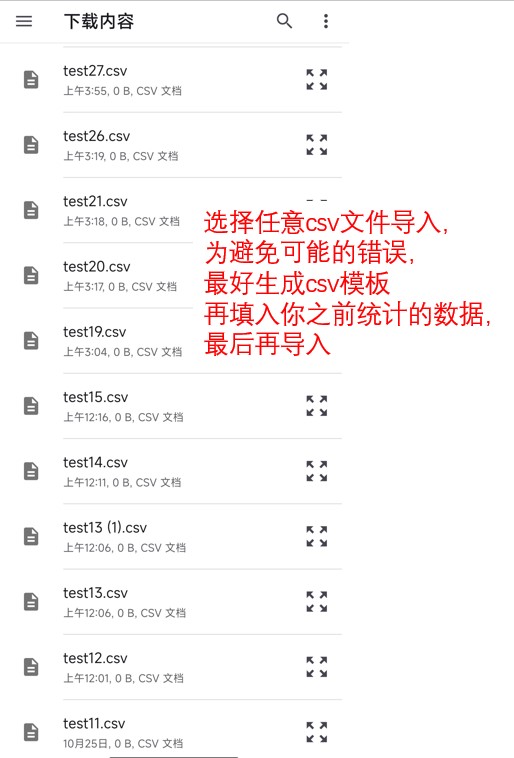 下载内容
test27.csv
上午3:55, 0 B, CSV 文档
test26.csv
上午3:19, 0 B, CSV 文档
test21.csv
上午3:18, 0 B, CSV 文档
选择任意csv文件导入,
为避免可能的错误,
最好生成csv模板
再填入你之前统计的数据,
最后再导入
test20.csv
上午3:17, 0 B, CSV 文档
test19.csv
上午3:04, 0 B, CSV 文档
test15.csv
上午12:16, 0 B, CSV 文档
test14.csv
上午12:11, 0 B, CSV 文档
test13 (1).csv
上午12:06, 0 B, CSV 文档
test13.csv
上午12:06, 0 B, CSV 文档
test12.csv
上午12:01, 0 B, CSV 文档
test11.csv
10月25日, 0 B, CSV 文档